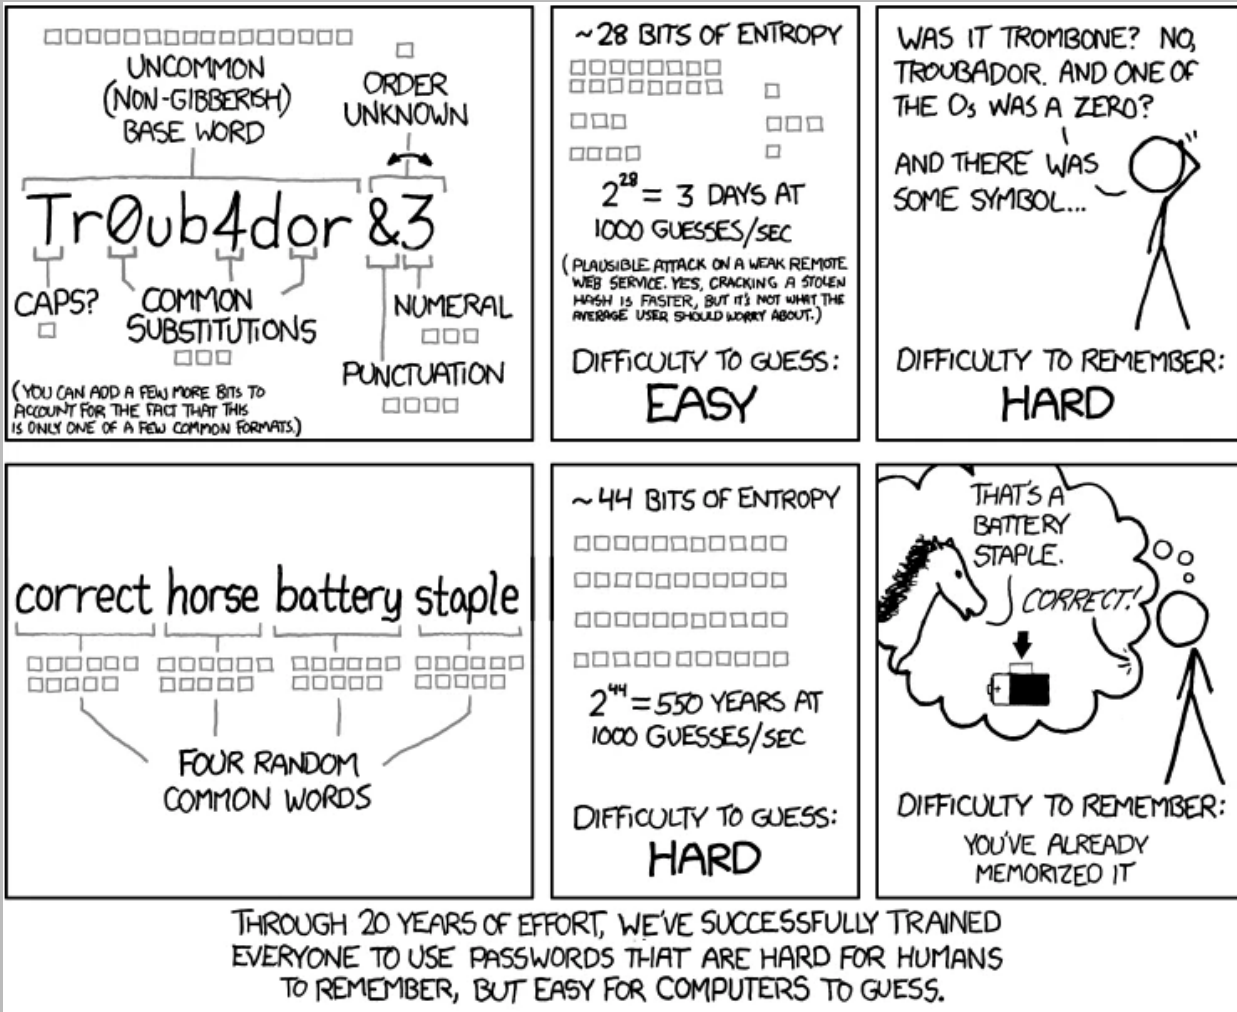 UNCOMMON
(NON-GIBBERISH)
BASE WORD
ORDER
UNKNOWN
Tr0ub4dor &3
CAPS?
COMMON
SUBSTITUTIONS
NUMERAL
PUNCTUATION
(YOU CAN ADD A FEW MORE BITS TO
ACCOUNT FOR THE FACT THAT THIS
IS ONLY ONE OF A FEW COMMON FORMATS.)
~28 BITS OF ENTROPY
2^28 = 3 DAYS AT
1000 GUESSES/SEC
(PLAUSIBLE ATTACK ON A WEAK REMOTE
WEB SERVICE. YES, CRACKING A STOLEN
HASH IS FASTER, BUT IT'S NOT WHAT THE
AVERAGE USER SHOULD WORRY ABOUT.)
DIFFICULTY TO GUESS:
EASY
WAS IT TROMBONE? NO,
TROUBADOR. AND ONE OF
THE Os WAS A ZERO?
AND THERE WAS
SOME SYMBOL...
DIFFICULTY TO REMEMBER:
HARD
correct horse battery staple
FOUR RANDOM
COMMON WORDS
~44 BITS OF ENTROPY
2^44 = 550 YEARS AT
1000 GUESSES/SEC
DIFFICULTY TO GUESS:
HARD
THAT'S A
BATTERY
STAPLE.
CORRECT!
DIFFICULTY TO REMEMBER:
YOU'VE ALREADY
MEMORIZED IT
THROUGH 20 YEARS OF EFFORT, WE'VE SUCCESSFULLY TRAINED
EVERYONE TO USE PASSWORDS THAT ARE HARD FOR HUMANS
TO REMEMBER, BUT EASY FOR COMPUTERS TO GUESS.